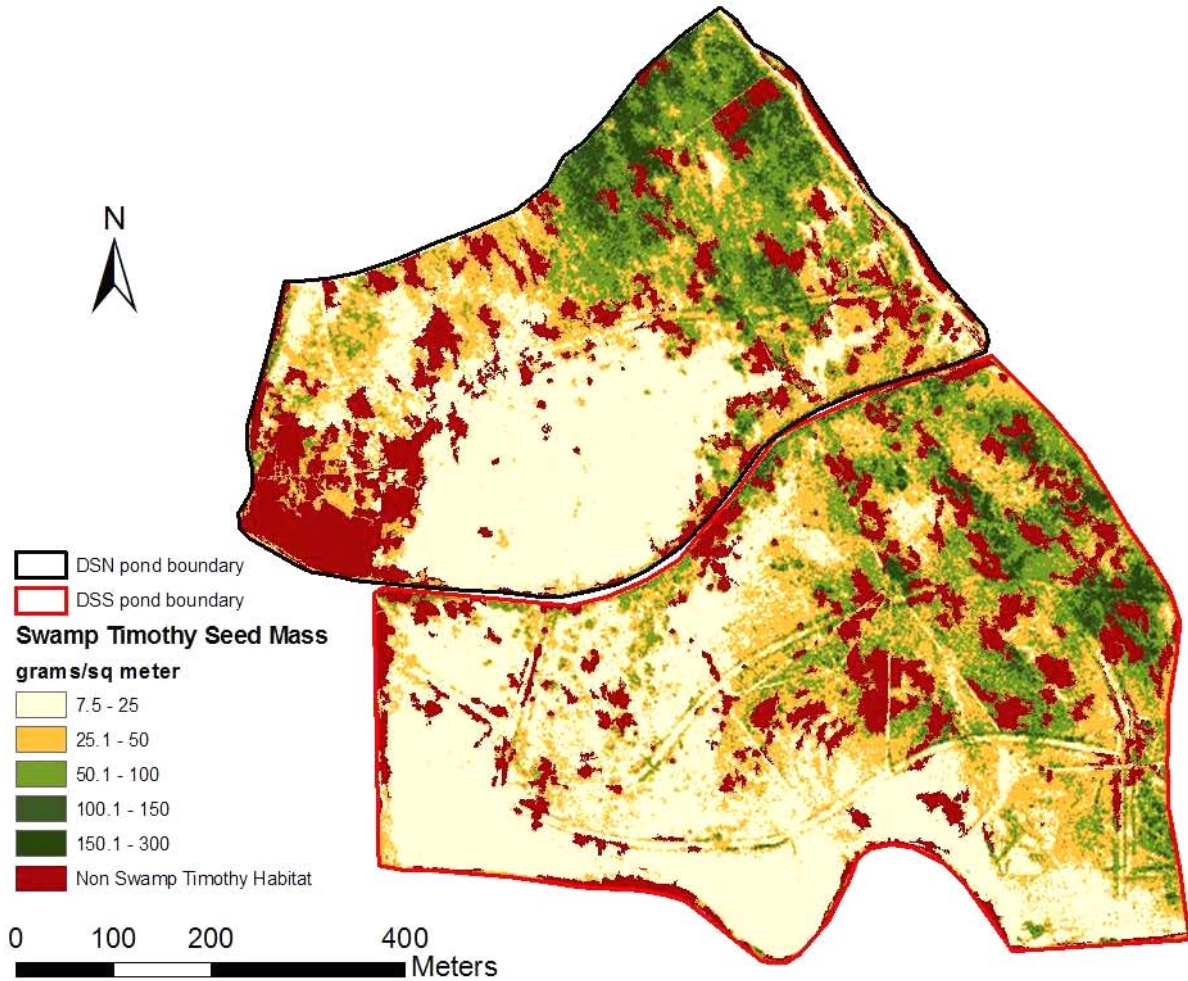 N
DSN pond boundary
DSS pond boundary
Swamp Timothy Seed Mass
grams/sq meter
7.5 - 25
25.1 - 50
50.1 - 100
100.1 - 150
150.1 - 300
Non Swamp Timothy Habitat
0 100 200 400
Meters